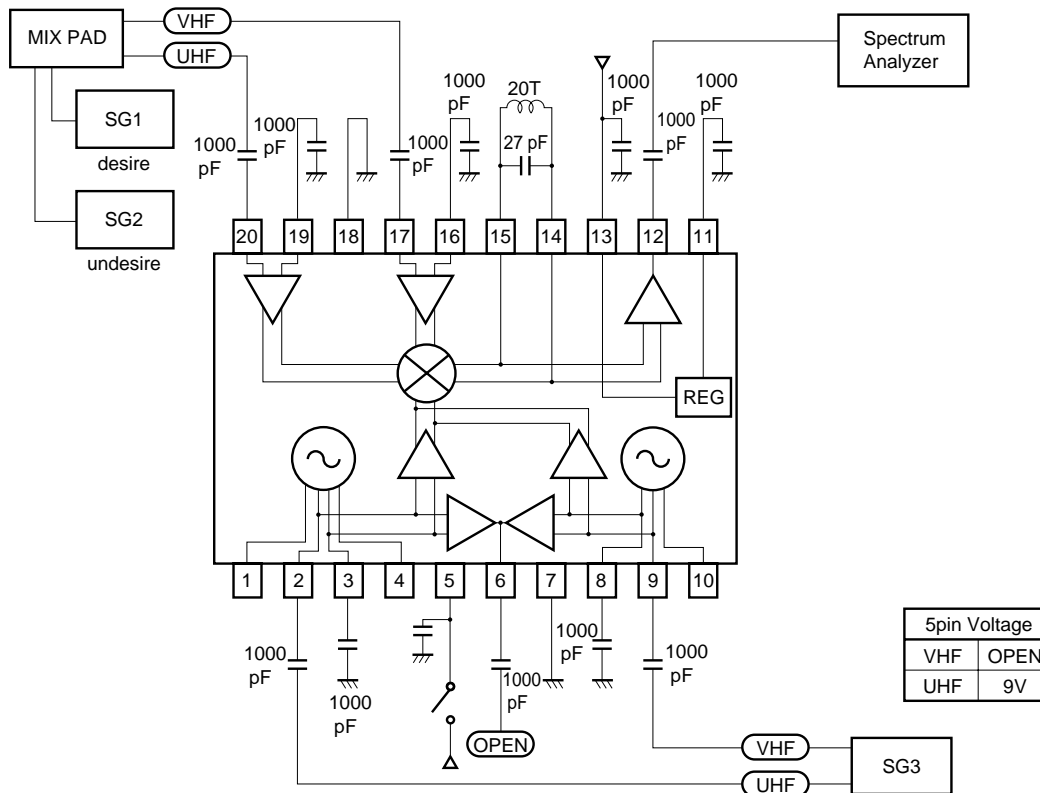 MIX PAD
VHF
UHF
SG1
desire
SG2
undesire
Spectrum
Analyzer
1000
pF
1000
pF
1000
pF
1000
pF
20T
27 pF
1000
pF
1000
pF
1000
pF
20
19
18
17
16
15
14
13
12
11
REG
1
2
3
4
5
6
7
8
9
10
1000
pF
1000
pF
1000
pF
1000
pF
1000
pF
OPEN
5pin Voltage
VHF OPEN
UHF 9V
VHF
UHF
SG3